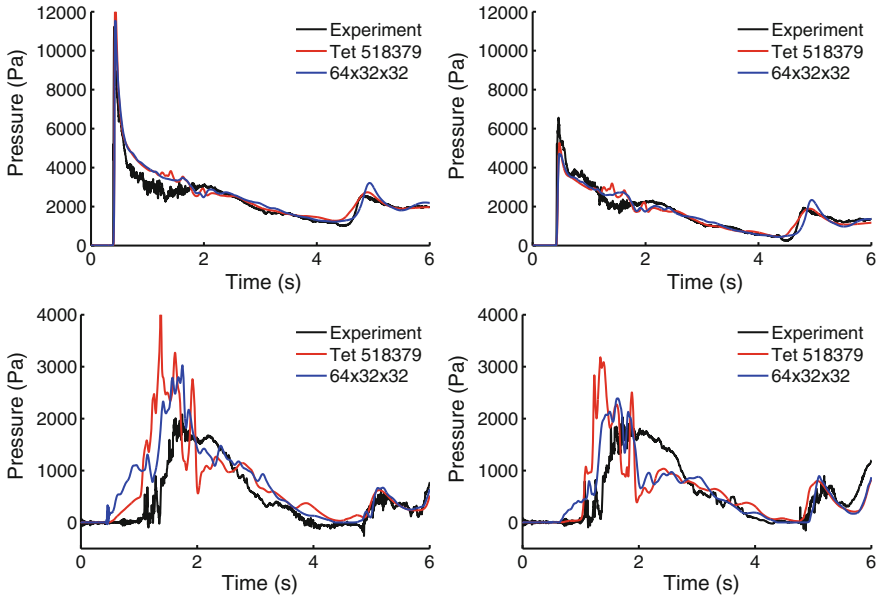 12000
10000
8000
6000
4000
2000
0
Pressure (Pa)
Experiment
Tet 518379
64x32x32
0 2 4 6
Time (s)
12000
10000
8000
6000
4000
2000
0
Pressure (Pa)
Experiment
Tet 518379
64x32x32
0 2 4 6
Time (s)
4000
3000
2000
1000
0
Pressure (Pa)
Experiment
Tet 518379
64x32x32
0 2 4 6
Time (s)
4000
3000
2000
1000
0
Pressure (Pa)
Experiment
Tet 518379
64x32x32
0 2 4 6
Time (s)